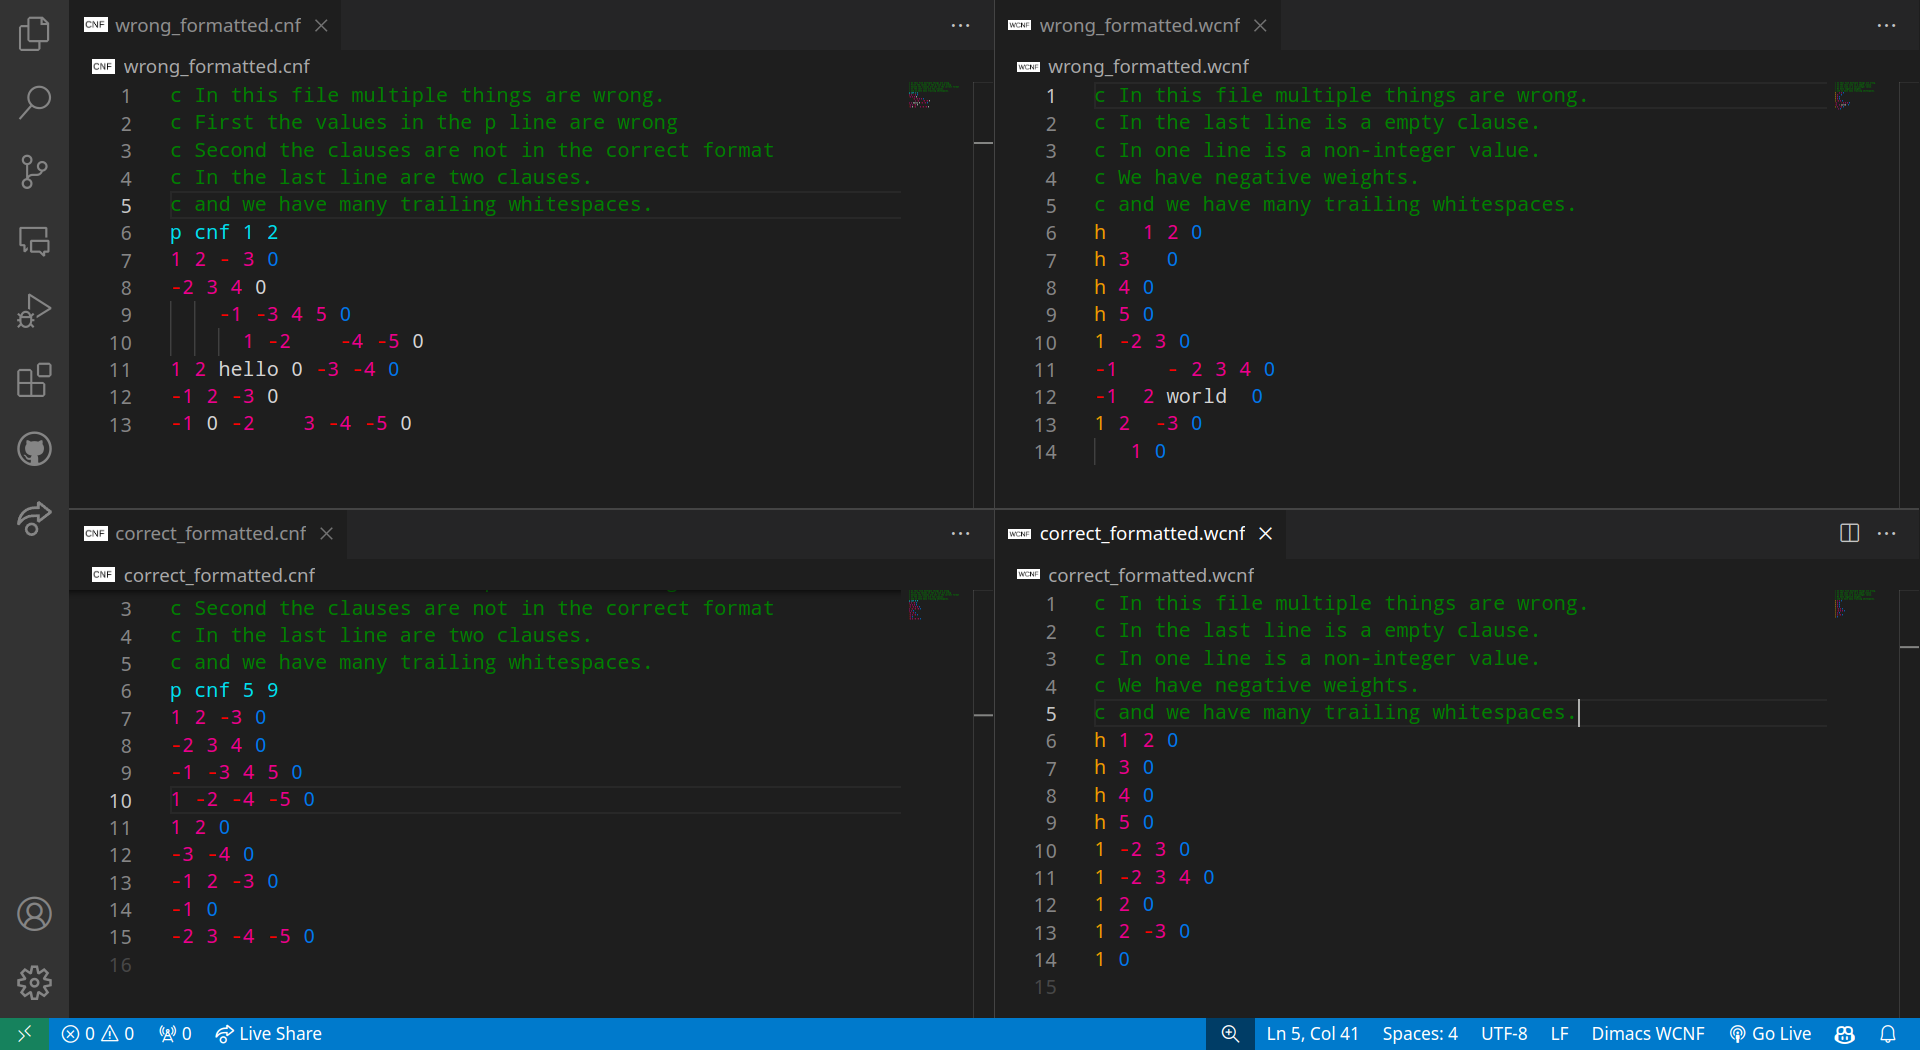 CNF wrong_formatted.cnf
CNF wrong_formatted.cnf
1 c In this file multiple things are wrong.
2 c First the values in the p line are wrong
3 c Second the clauses are not in the correct format
4 c In the last line are two clauses.
5 c and we have many trailing whitespaces.
6 p cnf 1 2
7 1 2 - 3 0
8 -2 3 4 0
9 -1 -3 4 5 0
10 1 -2 -4 -5 0
11 1 2 hello 0 -3 -4 0
12 -1 2 -3 0
13 -1 0 -2 3 -4 -5 0
WCNF wrong_formatted.wcnf
WCNF wrong_formatted.wcnf
1 c In this file multiple things are wrong.
2 c In the last line is a empty clause.
3 c In one line is a non-integer value.
4 c We have negative weights.
5 c and we have many trailing whitespaces.
6 h 1 2 0
7 h 3 0
8 h 4 0
9 h 5 0
10 1 -2 3 0
11 -1 - 2 3 4 0
12 -1 2 world 0
13 1 2 -3 0
14 1 0
CNF correct_formatted.cnf
CNF correct_formatted.cnf
3 c Second the clauses are not in the correct format
4 c In the last line are two clauses.
5 c and we have many trailing whitespaces.
6 p cnf 5 9
7 1 2 -3 0
8 -2 3 4 0
9 -1 -3 4 5 0
10 1 -2 -4 -5 0
11 1 2 0
12 -3 -4 0
13 -1 2 -3 0
14 -1 0
15 -2 3 -4 -5 0
16
WCNF correct_formatted.wcnf
WCNF correct_formatted.wcnf
1 c In this file multiple things are wrong.
2 c In the last line is a empty clause.
3 c In one line is a non-integer value.
4 c We have negative weights.
5 c and we have many trailing whitespaces.
6 h 1 2 0
7 h 3 0
8 h 4 0
9 h 5 0
10 1 -2 3 0
11 1 -2 3 4 0
12 1 2 0
13 1 2 -3 0
14 1 0
15
0 0 0 Live Share Ln 5, Col 41 Spaces: 4 UTF-8 LF Dimacs WCNF Go Live